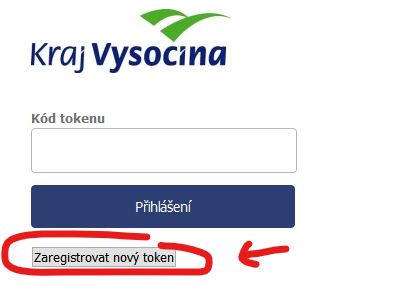 Kraj Vysočina
Kód tokenu
Přihlášení
Zaregistrovat nový token